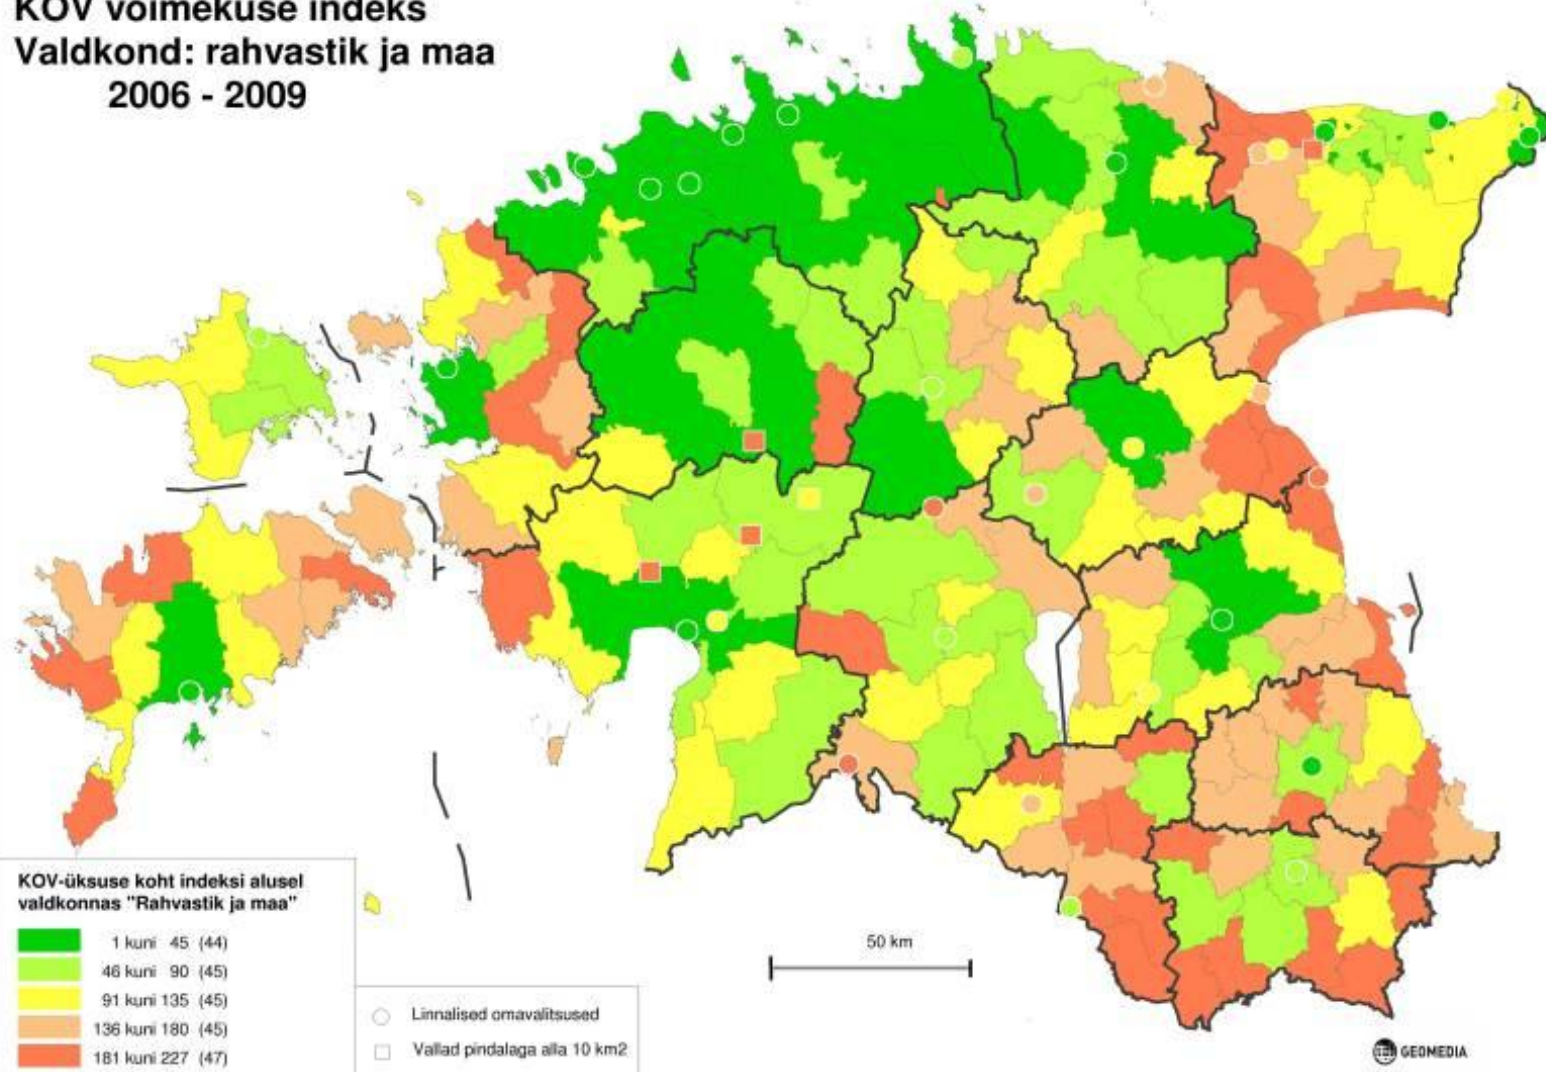 KOV võimekuse indeks
Valdkond: rahvastik ja maa
2006 - 2009
KOV-üksuse koht indeksi alusel
valdkonnas "Rahvastik ja maa"
1 kuni 45 (44)
46 kuni 90 (45)
91 kuni 135 (45)
136 kuni 180 (45)
181 kuni 227 (47)
Linnalised omavalitsused
Vallad pindalaga alla 10 km2
50 km
GEOMEDIA